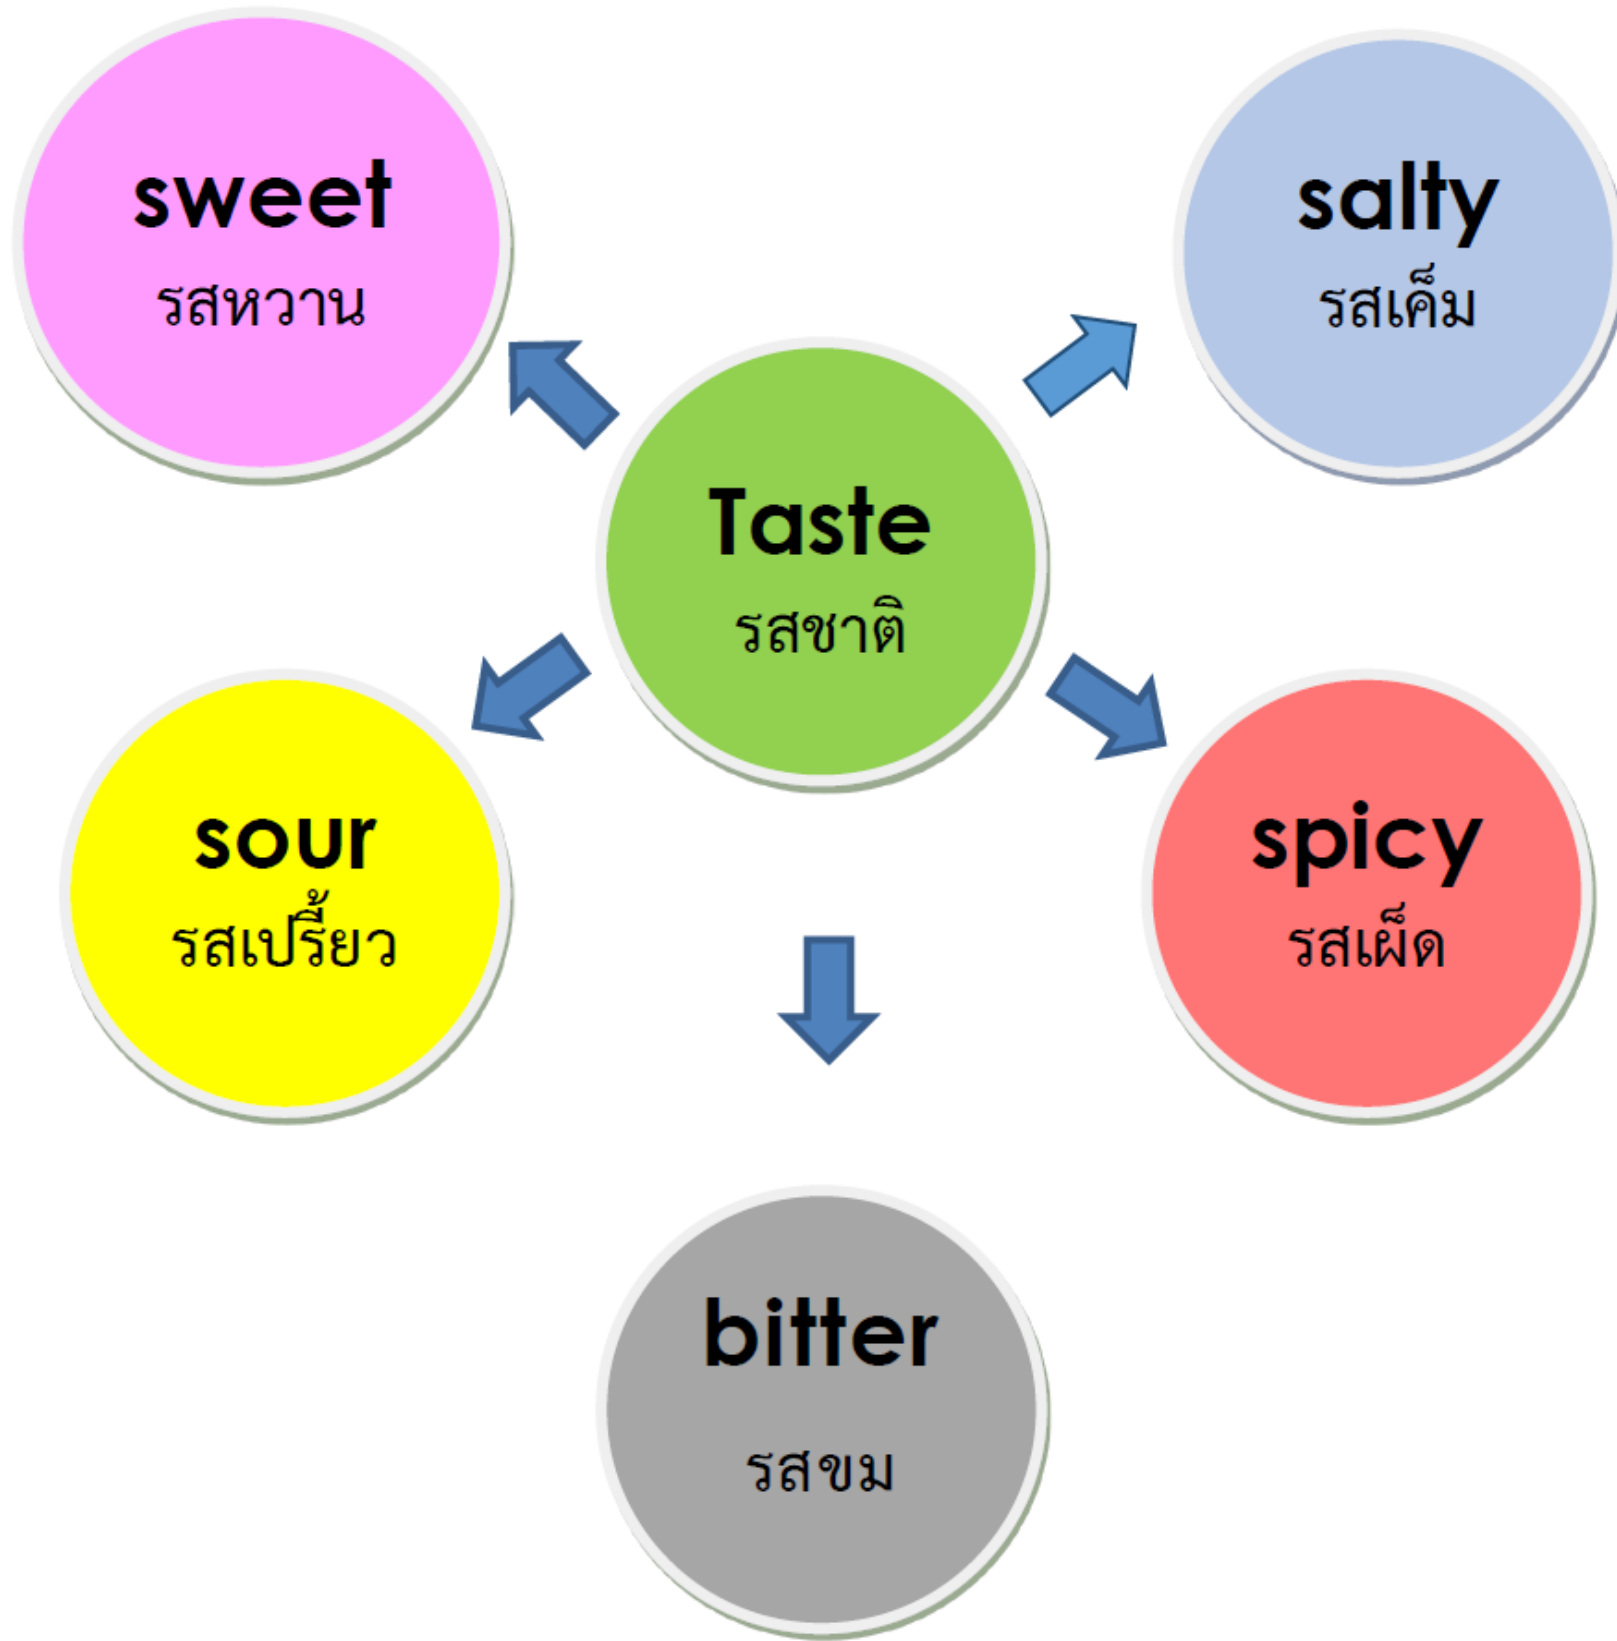 sweet
รสหวาน
salty
รสเค็ม
Taste
รสชาติ
sour
รสเปรี้ยว
spicy
รสเผ็ด
bitter
รสขม